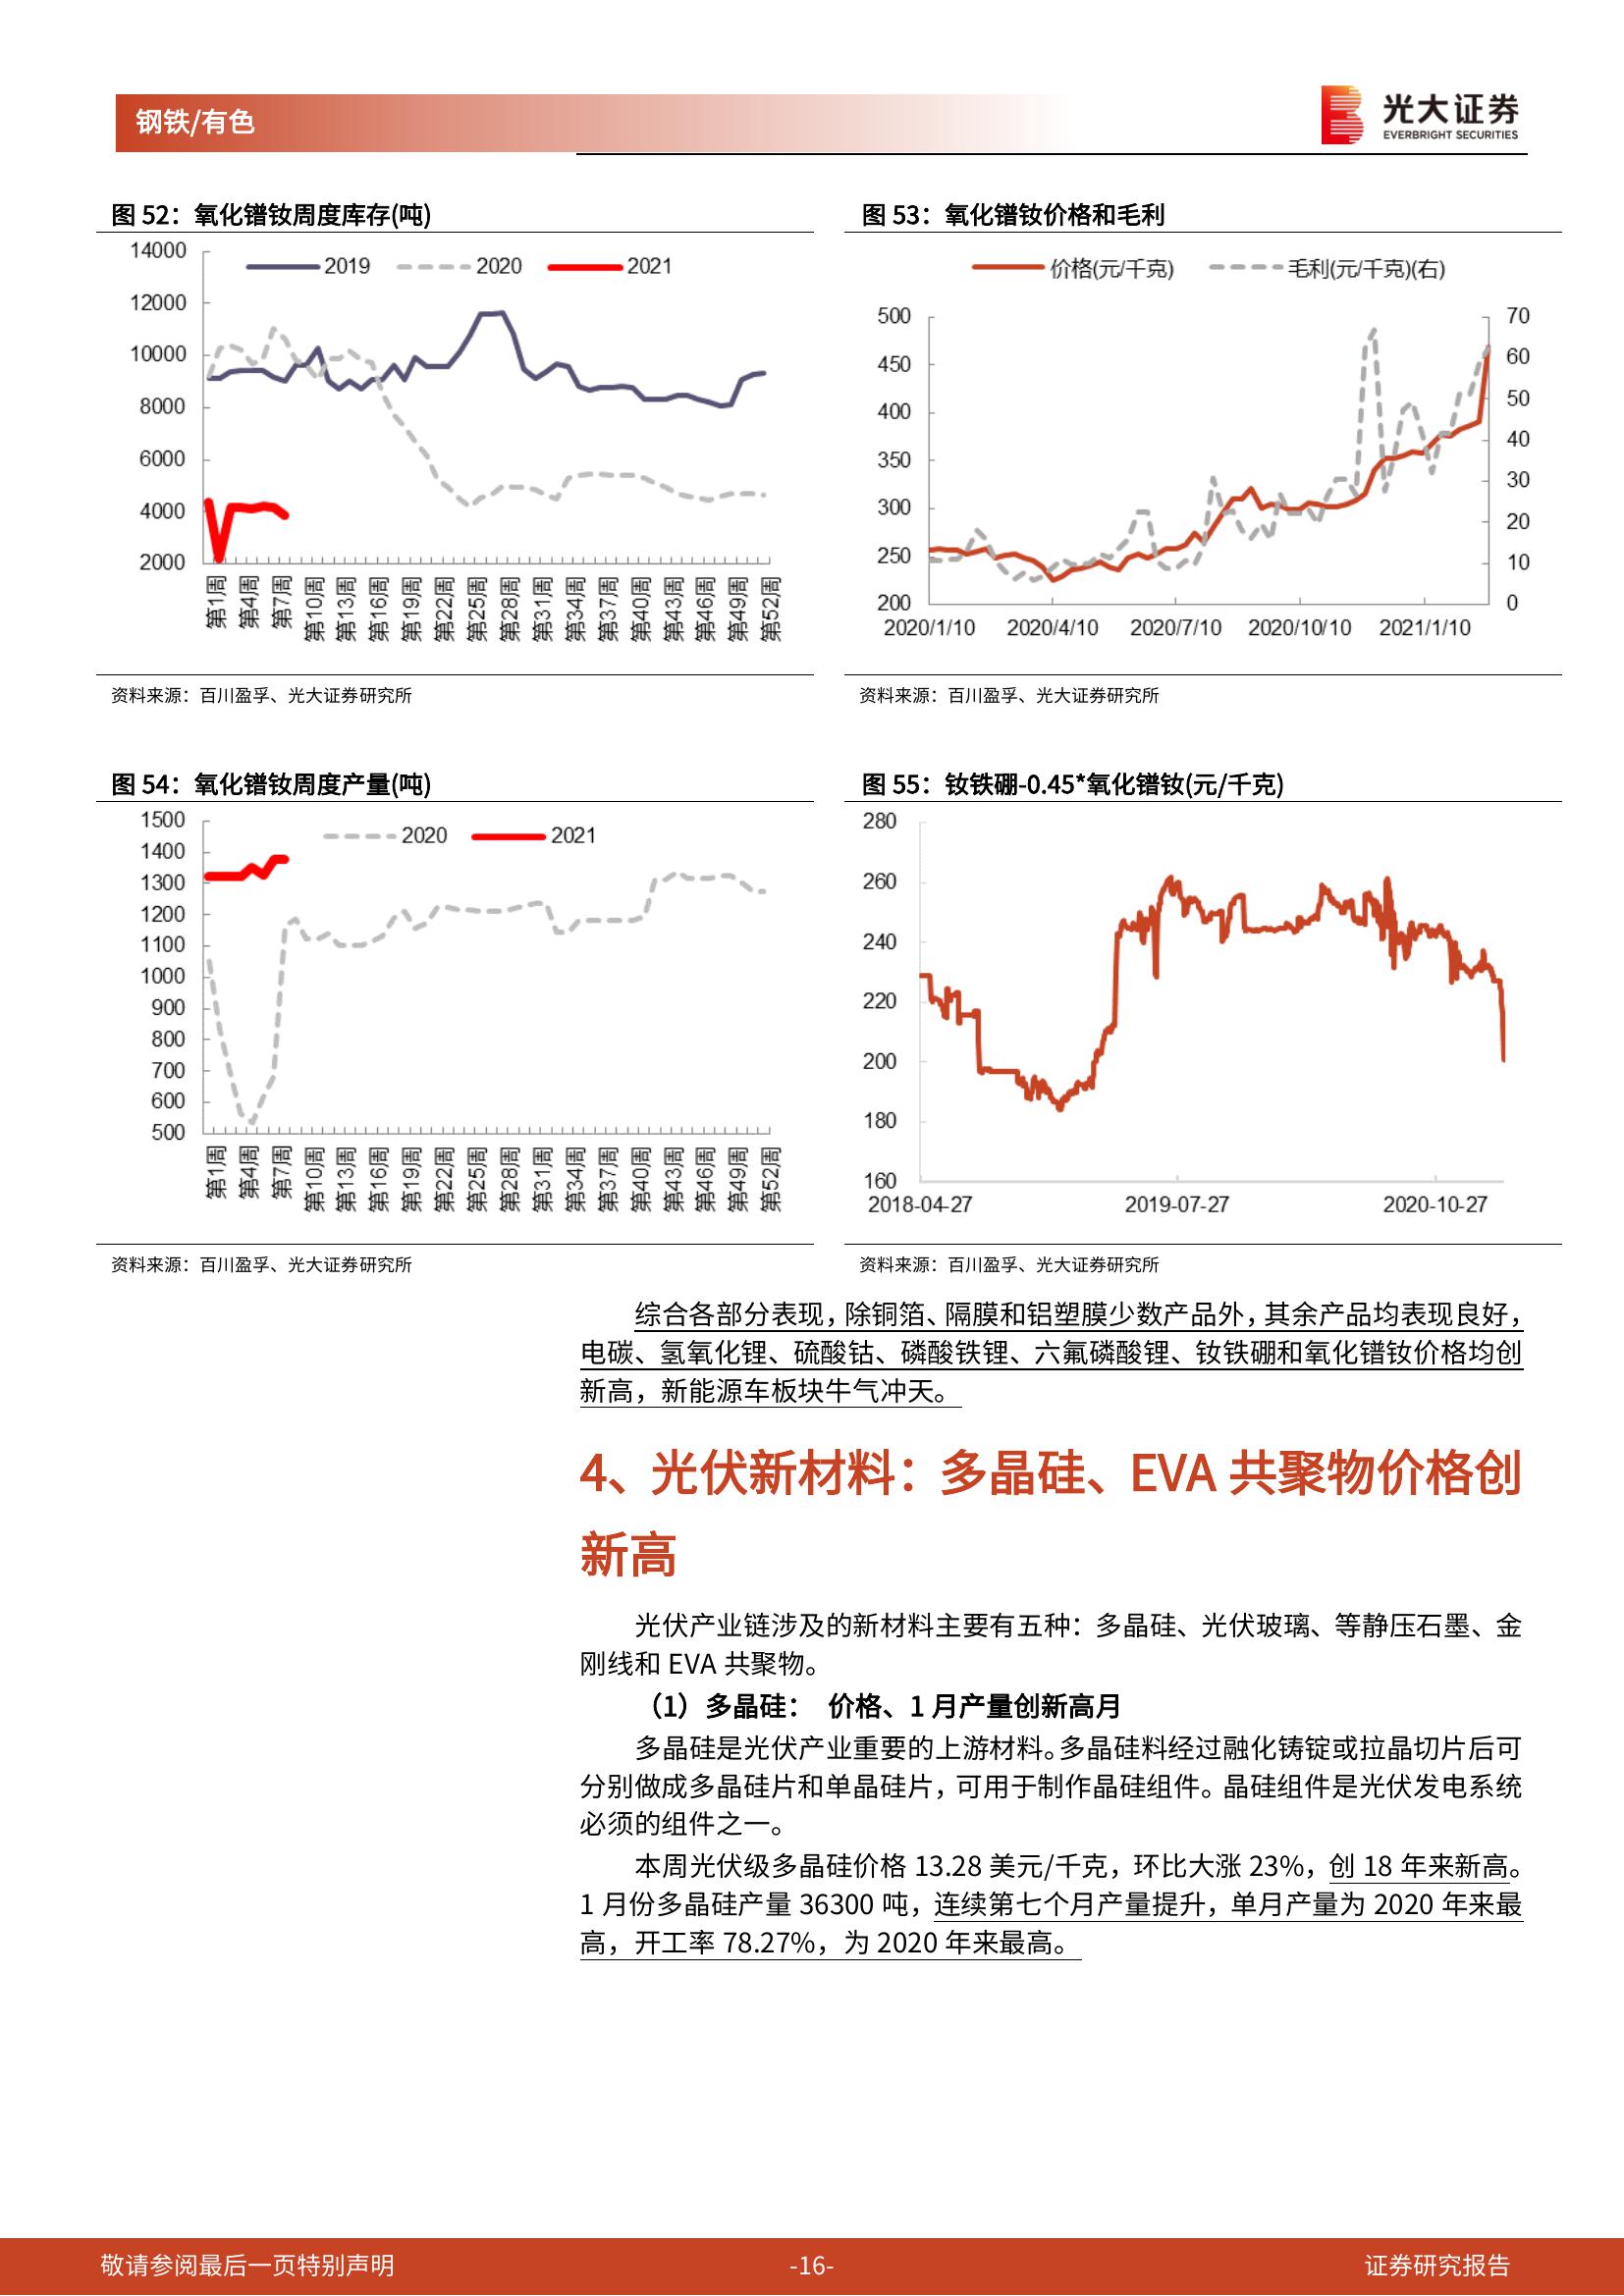 钢铁/有色
光大证券
EVERBRIGHT SECURITIES
图 52：氧化镨钕周度库存(吨)
14000
12000
10000
8000
6000
4000
2000
2019 2020 2021
第1周 第4周 第7周 第10周 第13周 第16周 第19周 第22周 第25周 第28周 第31周 第34周 第37周 第40周 第43周 第46周 第49周 第52周
资料来源：百川盈孚、光大证券研究所
图 53：氧化镨钕价格和毛利
价格(元/千克) 毛利(元/千克)(右)
500
450
400
350
300
250
200
70
60
50
40
30
20
10
0
2020/1/10 2020/4/10 2020/7/10 2020/10/10 2021/1/10
资料来源：百川盈孚、光大证券研究所
图 54：氧化镨钕周度产量(吨)
1500
1400
1300
1200
1100
1000
900
800
700
600
500
2020 2021
第1周 第4周 第7周 第10周 第13周 第16周 第19周 第22周 第25周 第28周 第31周 第34周 第37周 第40周 第43周 第46周 第49周 第52周
资料来源：百川盈孚、光大证券研究所
图 55：钕铁硼-0.45*氧化镨钕(元/千克)
280
260
240
220
200
180
160
2018-04-27 2019-07-27 2020-10-27
资料来源：百川盈孚、光大证券研究所
综合各部分表现，除铜箔、隔膜和铝塑膜少数产品外，其余产品均表现良好，
电碳、氢氧化锂、硫酸钴、磷酸铁锂、六氟磷酸锂、钕铁硼和氧化镨钕价格均创
新高，新能源车板块牛气冲天。
4、光伏新材料：多晶硅、EVA 共聚物价格创
新高
光伏产业链涉及的新材料主要有五种：多晶硅、光伏玻璃、等静压石墨、金
刚线和 EVA 共聚物。
（1）多晶硅： 价格、1 月产量创新高月
多晶硅是光伏产业重要的上游材料。多晶硅料经过融化铸锭或拉晶切片后可
分别做成多晶硅片和单晶硅片，可用于制作晶硅组件。晶硅组件是光伏发电系统
必须的组件之一。
本周光伏级多晶硅价格 13.28 美元/千克，环比大涨 23%，创 18 年来新高。
1 月份多晶硅产量 36300 吨，连续第七个月产量提升，单月产量为 2020 年来最
高，开工率 78.27%，为 2020 年来最高。
敬请参阅最后一页特别声明
-16-
证券研究报告